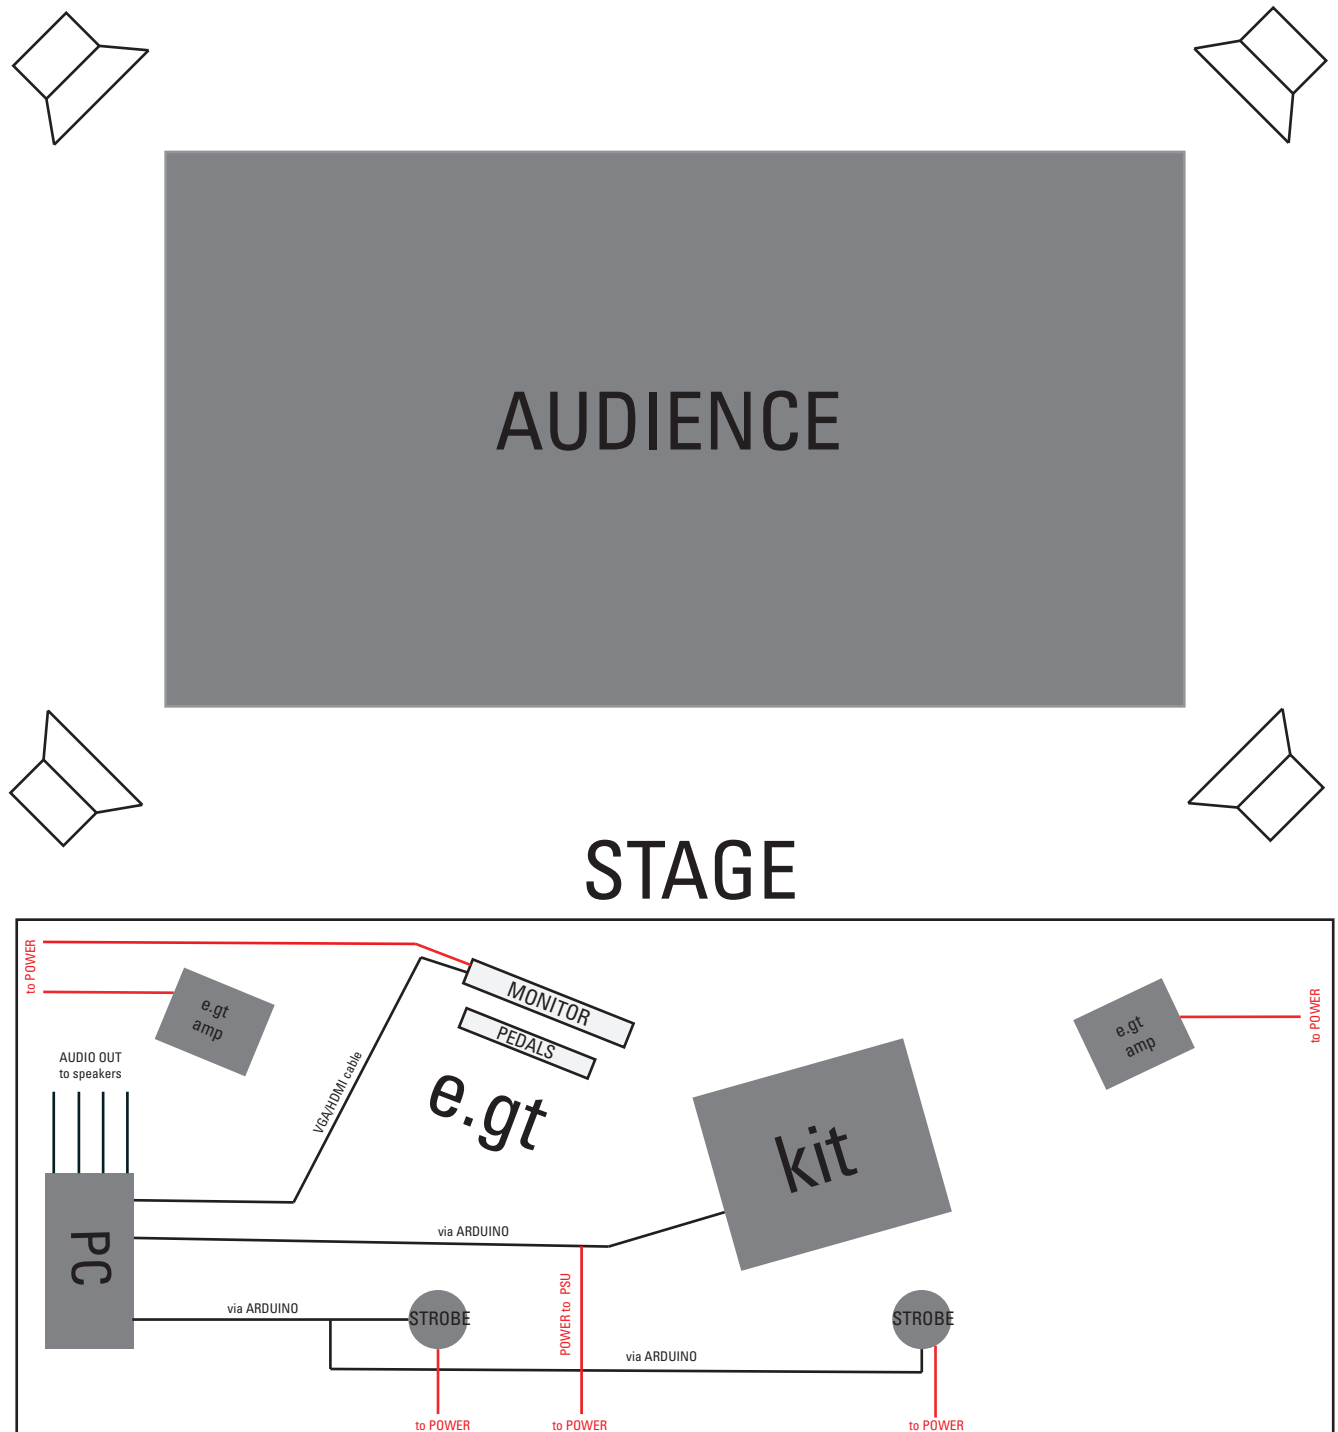 AUDIENCE
STAGE
to POWER
e.gt
amp
MONITOR
PEDALS
e.gt
kit
e.gt
amp
to POWER
AUDIO OUT
to speakers
VGA/HDMI cable
PC
via ARDUINO
POWER to PSU
via ARDUINO
STROBE
STROBE
via ARDUINO
to POWER
to POWER
to POWER